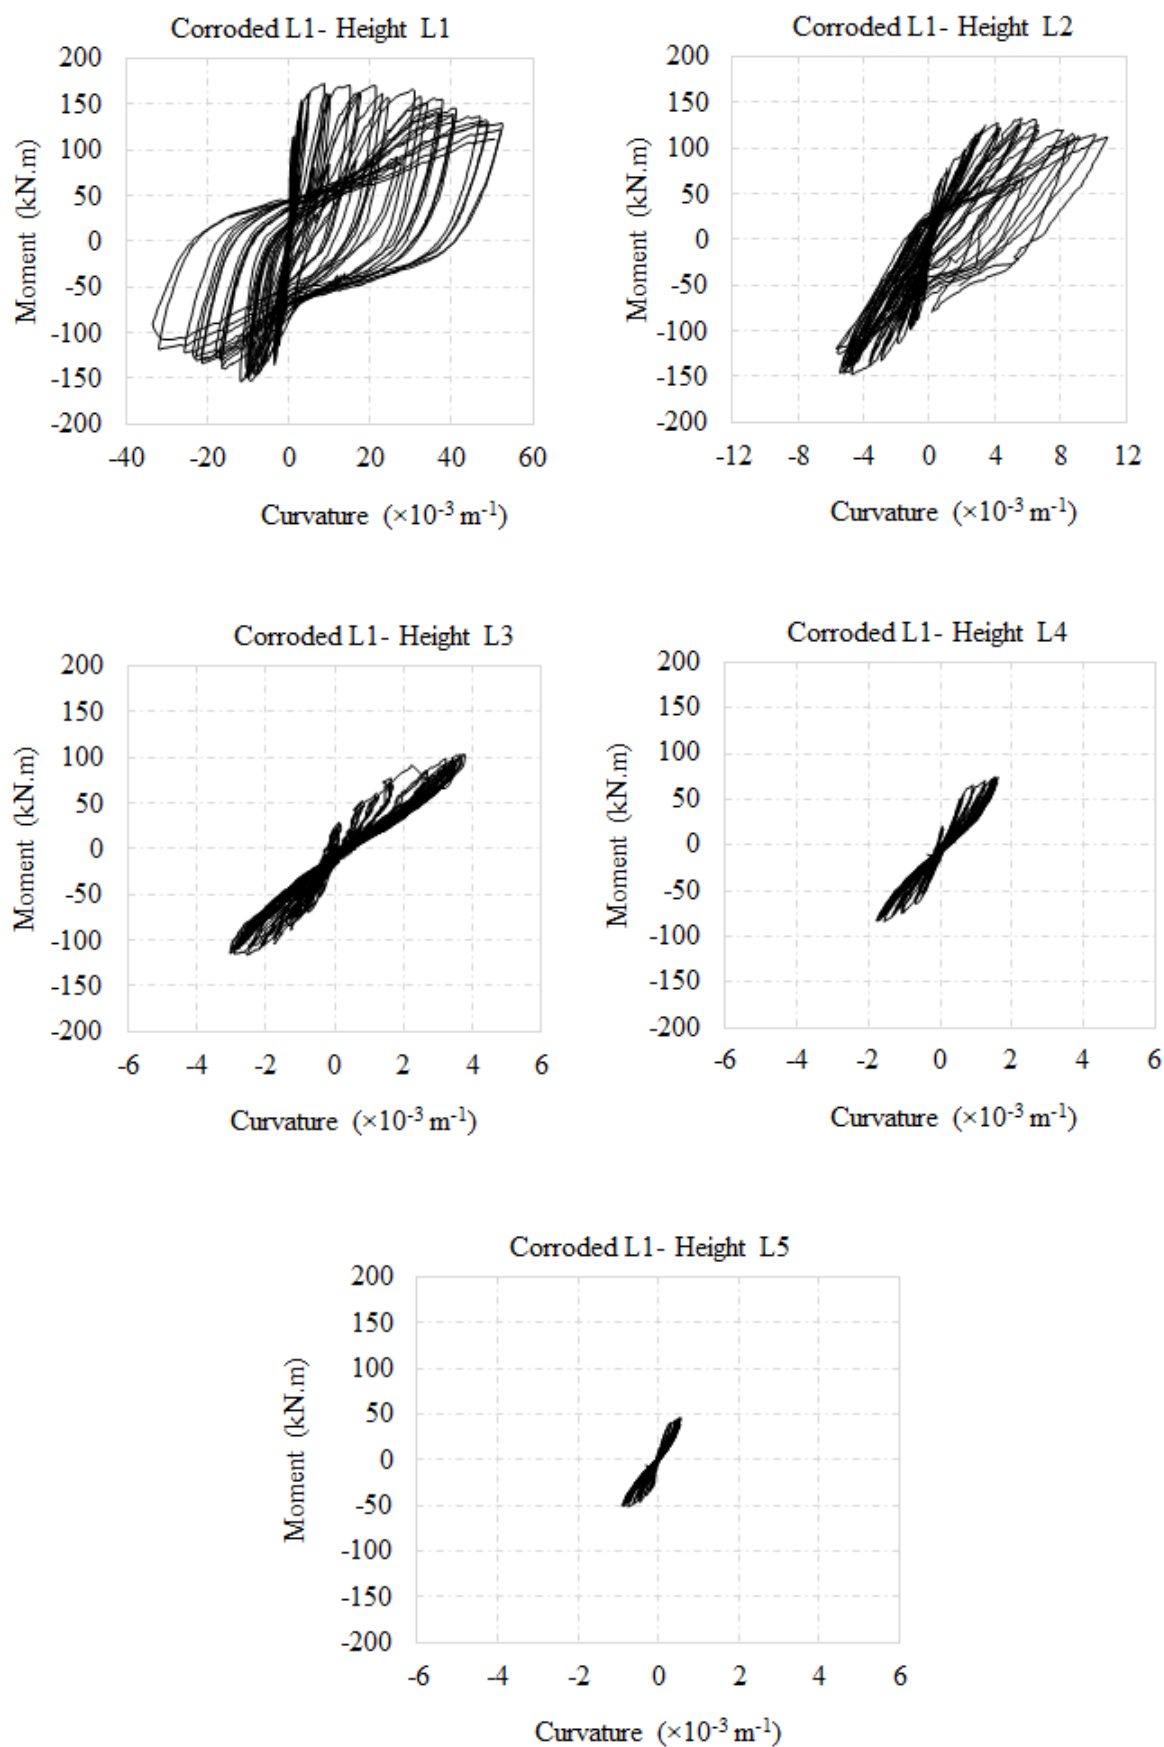 Corroded L1- Height L1
200
150
100
50
0
-50
-100
-150
-200
Moment (kN.m)
-40 -20 0 20 40 60
Curvature (×10-3 m-1)
Corroded L1- Height L2
200
150
100
50
0
-50
-100
-150
-200
Moment (kN.m)
-12 -8 -4 0 4 8 12
Curvature (×10-3 m-1)
Corroded L1- Height L3
200
150
100
50
0
-50
-100
-150
-200
Moment (kN.m)
-6 -4 -2 0 2 4 6
Curvature (×10-3 m-1)
Corroded L1- Height L4
200
150
100
50
0
-50
-100
-150
-200
Moment (kN.m)
-6 -4 -2 0 2 4 6
Curvature (×10-3 m-1)
Corroded L1- Height L5
200
150
100
50
0
-50
-100
-150
-200
Moment (kN.m)
-6 -4 -2 0 2 4 6
Curvature (×10-3 m-1)